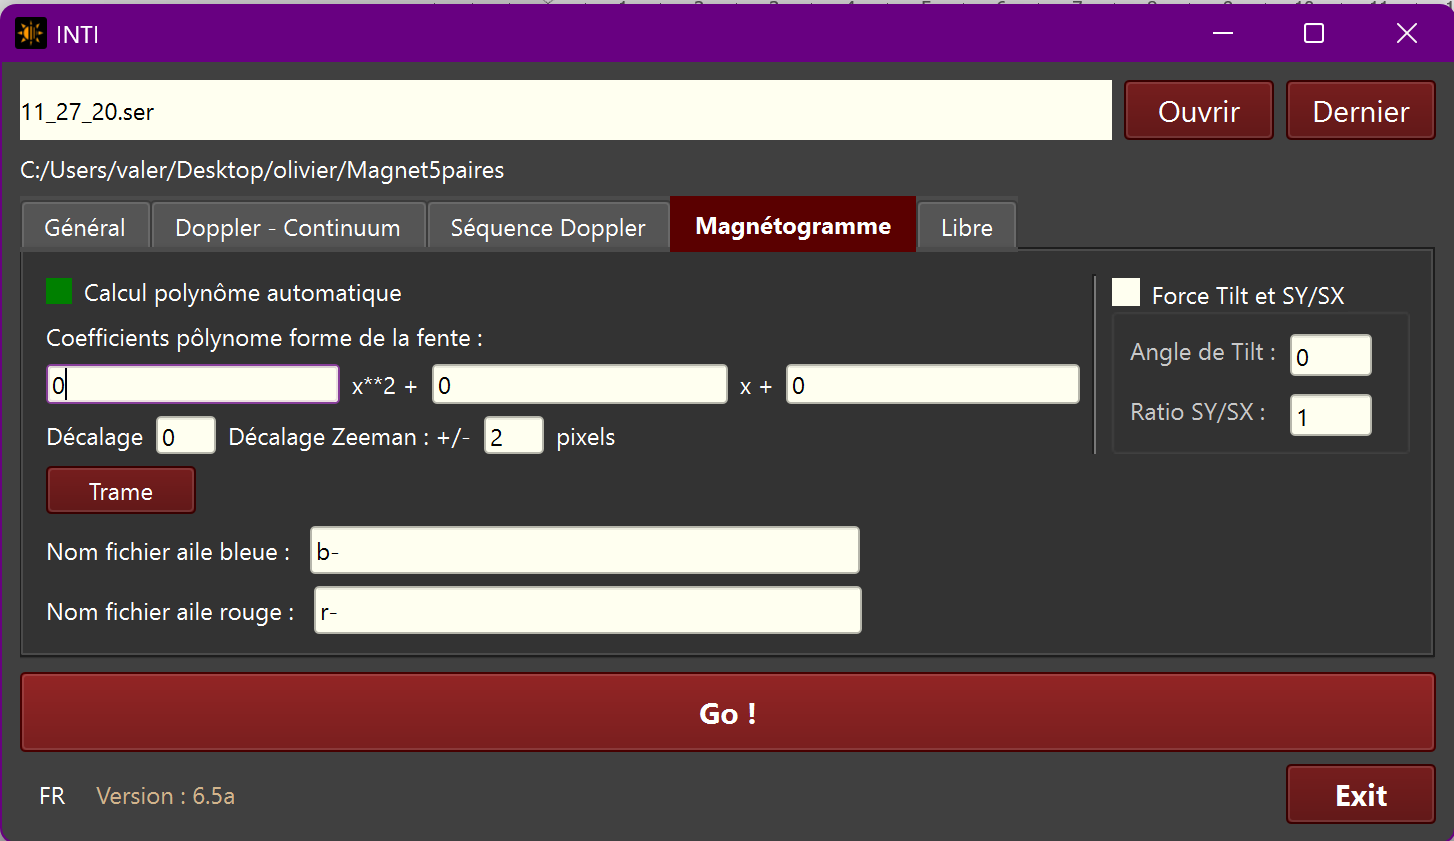 INTI
11_27_20.ser
Ouvrir
Dernier
C:/Users/valer/Desktop/olivier/Magnet5paires
Général
Doppler - Continuum
Séquence Doppler
Magnétogramme
Libre
Calcul polynôme automatique
Force Tilt et SY/SX
Coefficients pôlynome forme de la fente :
Angle de Tilt : 0
0 x**2 + 0 x + 0
Ratio SY/SX : 1
Décalage 0 Décalage Zeeman : +/- 2 pixels
Trame
Nom fichier aile bleue : b-
Nom fichier aile rouge : r-
Go !
FR Version : 6.5a
Exit